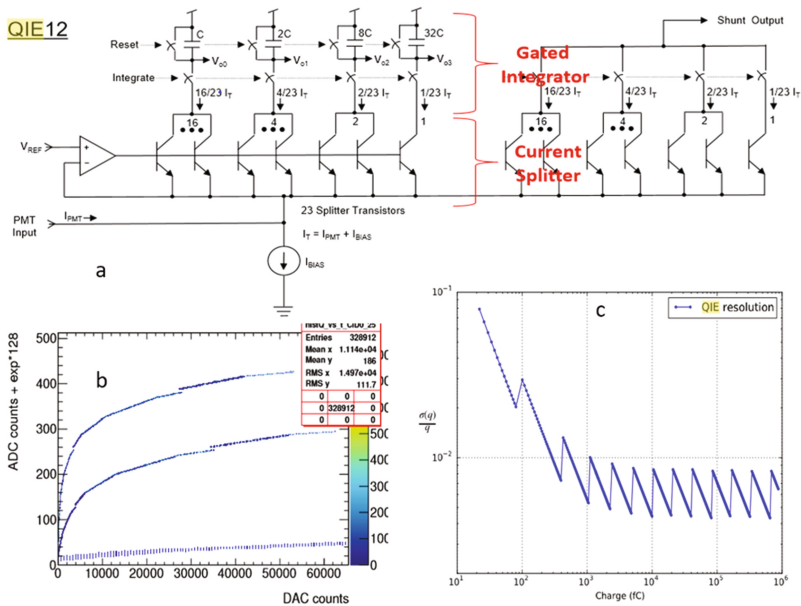 QIE12
Reset
C
2C
8C
32C
Vo0
Vo1
Vo2
Vo3
Integrate
16/23 IT
4/23 IT
2/23 IT
1/23 IT
16
4
2
1
VREF
+
−
Gated
Integrator
Current
Splitter
Shunt Output
16/23 IT
4/23 IT
2/23 IT
1/23 IT
16
4
2
1
PMT
Input
IPMT
23 Splitter Transistors
IT = IPMT + IBIAS
IBIAS
a
b
Entries 328912
Mean x 1.114e+04
Mean y 186
RMS x 1.497e+04
RMS y 111.7
0 0 0
0 328912 0
0 0 0
ADC counts + exp*128
500
400
300
200
100
0
0 10000 20000 30000 40000 50000 60000
DAC counts
500
400
300
200
100
0
c
QIE resolution
σ(q)
q
10-1
10-2
101 102 103 104 105 106
Charge (fC)